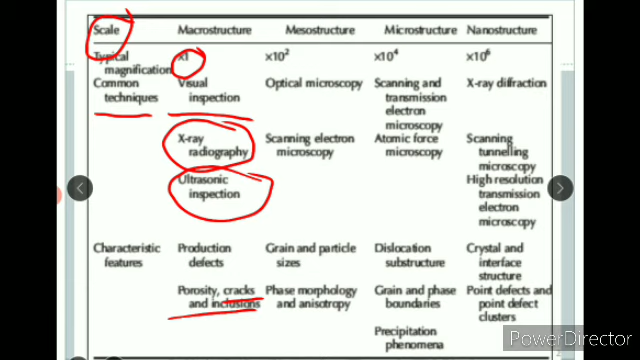 Scale Macrostructure Mesostructure Microstructure Nanostructure
Typical ×1 ×10² ×10⁴ ×10⁶
magnification
Common Visual Optical microscopy Scanning and X-ray diffraction
techniques inspection transmission
electron
microscopy
X-ray Scanning electron Atomic force Scanning
radiography microscopy microscopy tunnelling
microscopy
Ultrasonic High resolution
inspection transmission
electron
microscopy
Characteristic Production Grain and particle Dislocation Crystal and
features defects sizes substructure interface
structure
Porosity, cracks Phase morphology Grain and phase Point defects and
and inclusions and anisotropy boundaries point defect
clusters
Precipitation
phenomena
PowerDirector